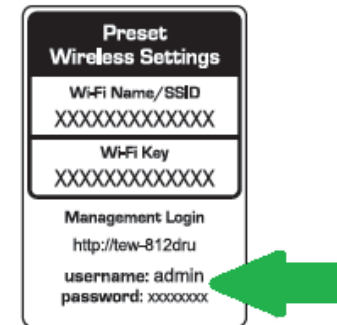 Preset
Wireless Settings
Wi-Fi Name/SSID
XXXXXXXXXXXXX
Wi-Fi Key
XXXXXXXXXXXXX
Management Login
http://tew-812dru
username: admin
password: xxxxxxxx